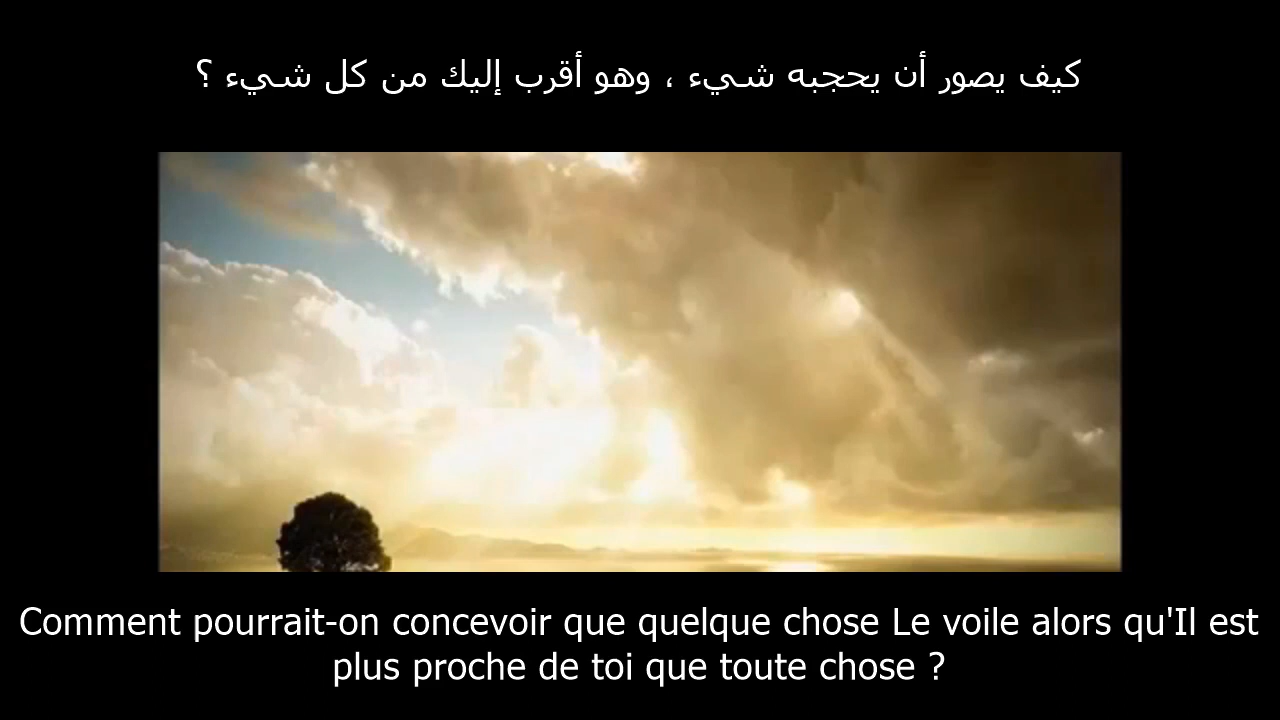 كيف يصور أن يحجبه شيء ، وهو أقرب إليك من كل شيء ؟
Comment pourrait-on concevoir que quelque chose Le voile alors qu'Il est
plus proche de toi que toute chose ?